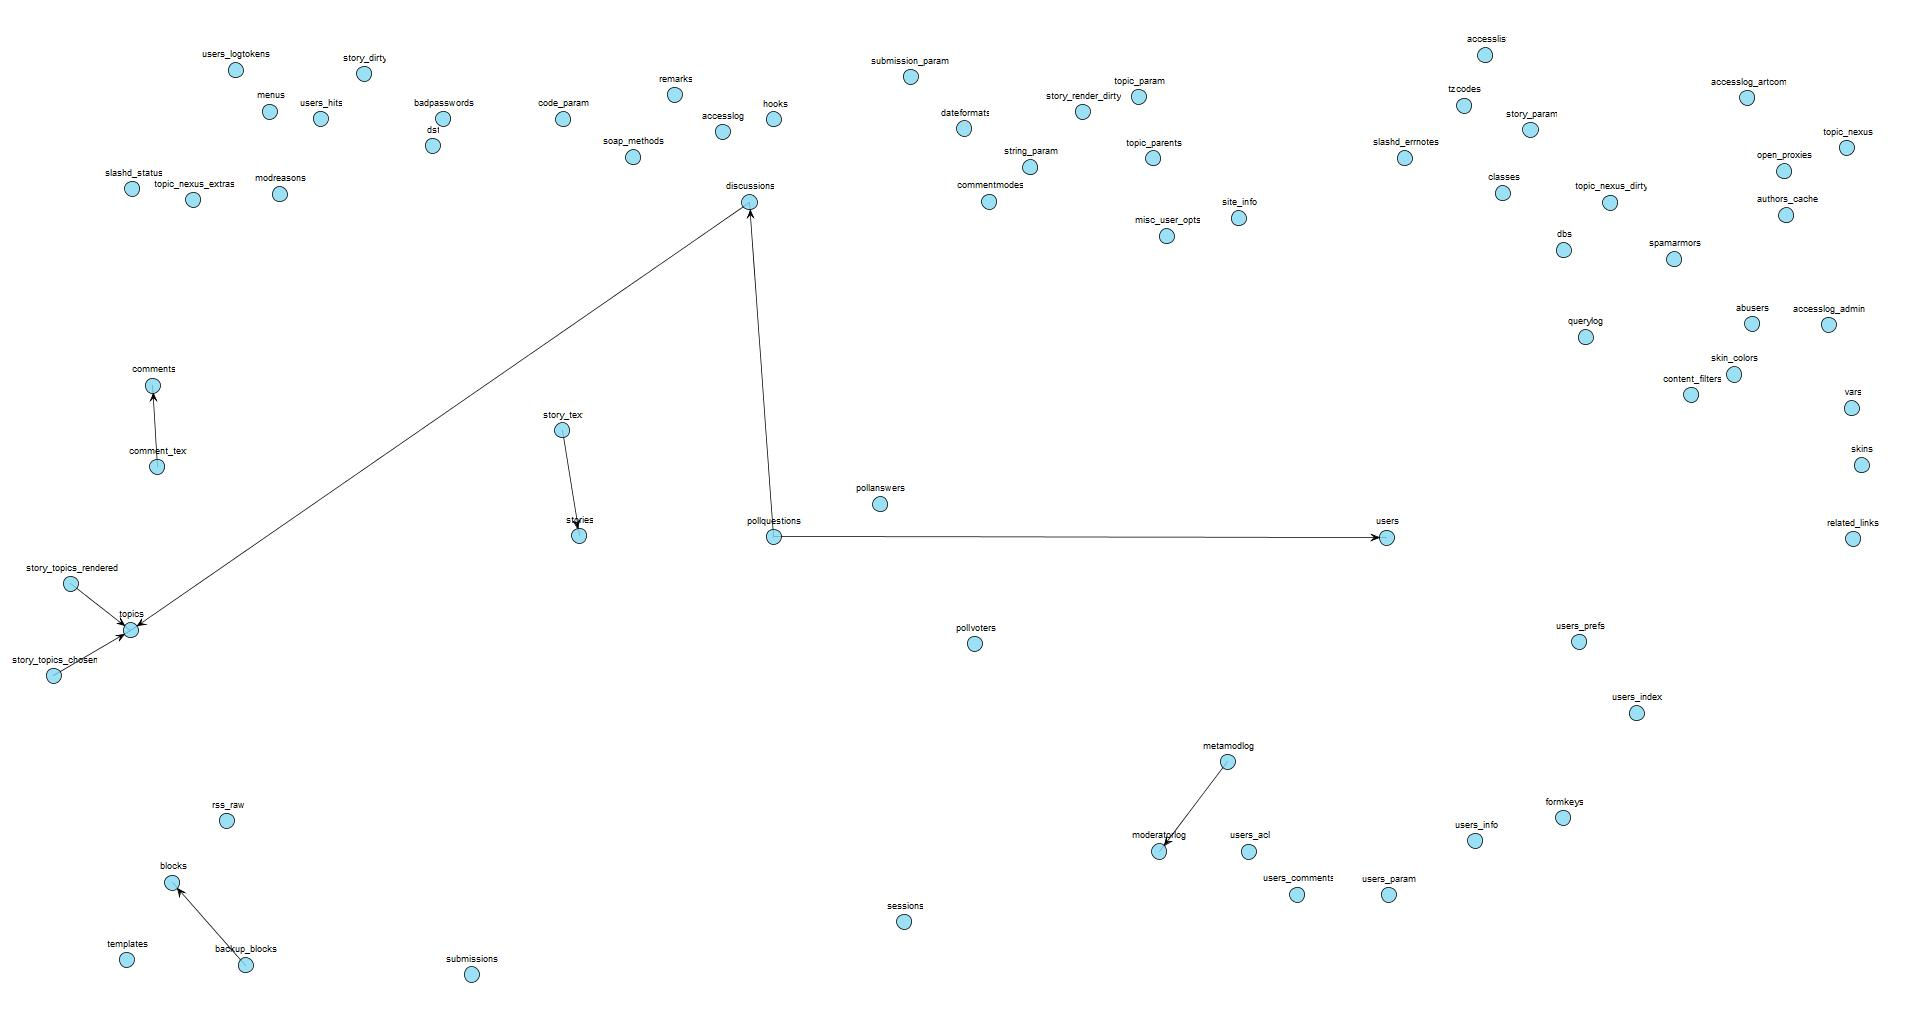 accesslis
users_logtokens
story_dirty
submission_param
remarks
topic_param
accesslog_artcom
tzcodes
menus
users_hits
badpasswords
code_param
hooks
story_render_dirty
accesslog
dateformats
story_param
dst
topic_nexus
soap_methods
topic_parents
slashd_errnotes
string_param
open_proxies
slashd_status
topic_nexus_extras
modreasons
discussions
commentmodes
classes
topic_nexus_dirty
authors_cache
site_info
misc_user_opts
dbs
spamarmors
abusers
accesslog_admin
querylog
skin_colors
comments
content_filters
vars
story_tex
comment_tex
skins
pollanswers
stories
pollquestions
users
related_links
story_topics_rendered
topics
pollvoters
users_prefs
story_topics_chosen
users_index
metamodlog
rss_raw
formkeys
users_info
moderatorlog
users_acl
blocks
users_comments
users_param
sessions
templates
backup_blocks
submissions